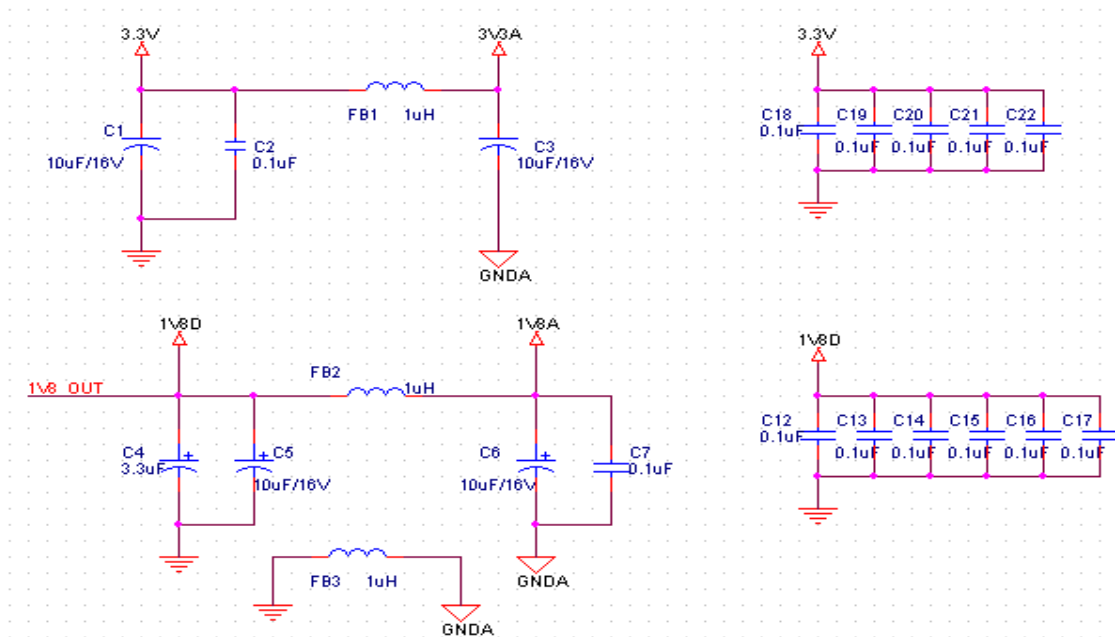 3.3V
3V3A
3.3V
FB1 1uH
C1
10uF/16V
C2
0.1uF
C3
10uF/16V
C18
0.1uF
C19
0.1uF
C20
0.1uF
C21
0.1uF
C22
0.1uF
GNDA
1V8D
1V8A
1V8D
1V8 OUT
FB2
1uH
C4
3.3uF
C5
10uF/16V
C6
10uF/16V
C7
0.1uF
C12
0.1uF
C13
0.1uF
C14
0.1uF
C15
0.1uF
C16
0.1uF
C17
0.1uF
FB3 1uH
GNDA
GNDA